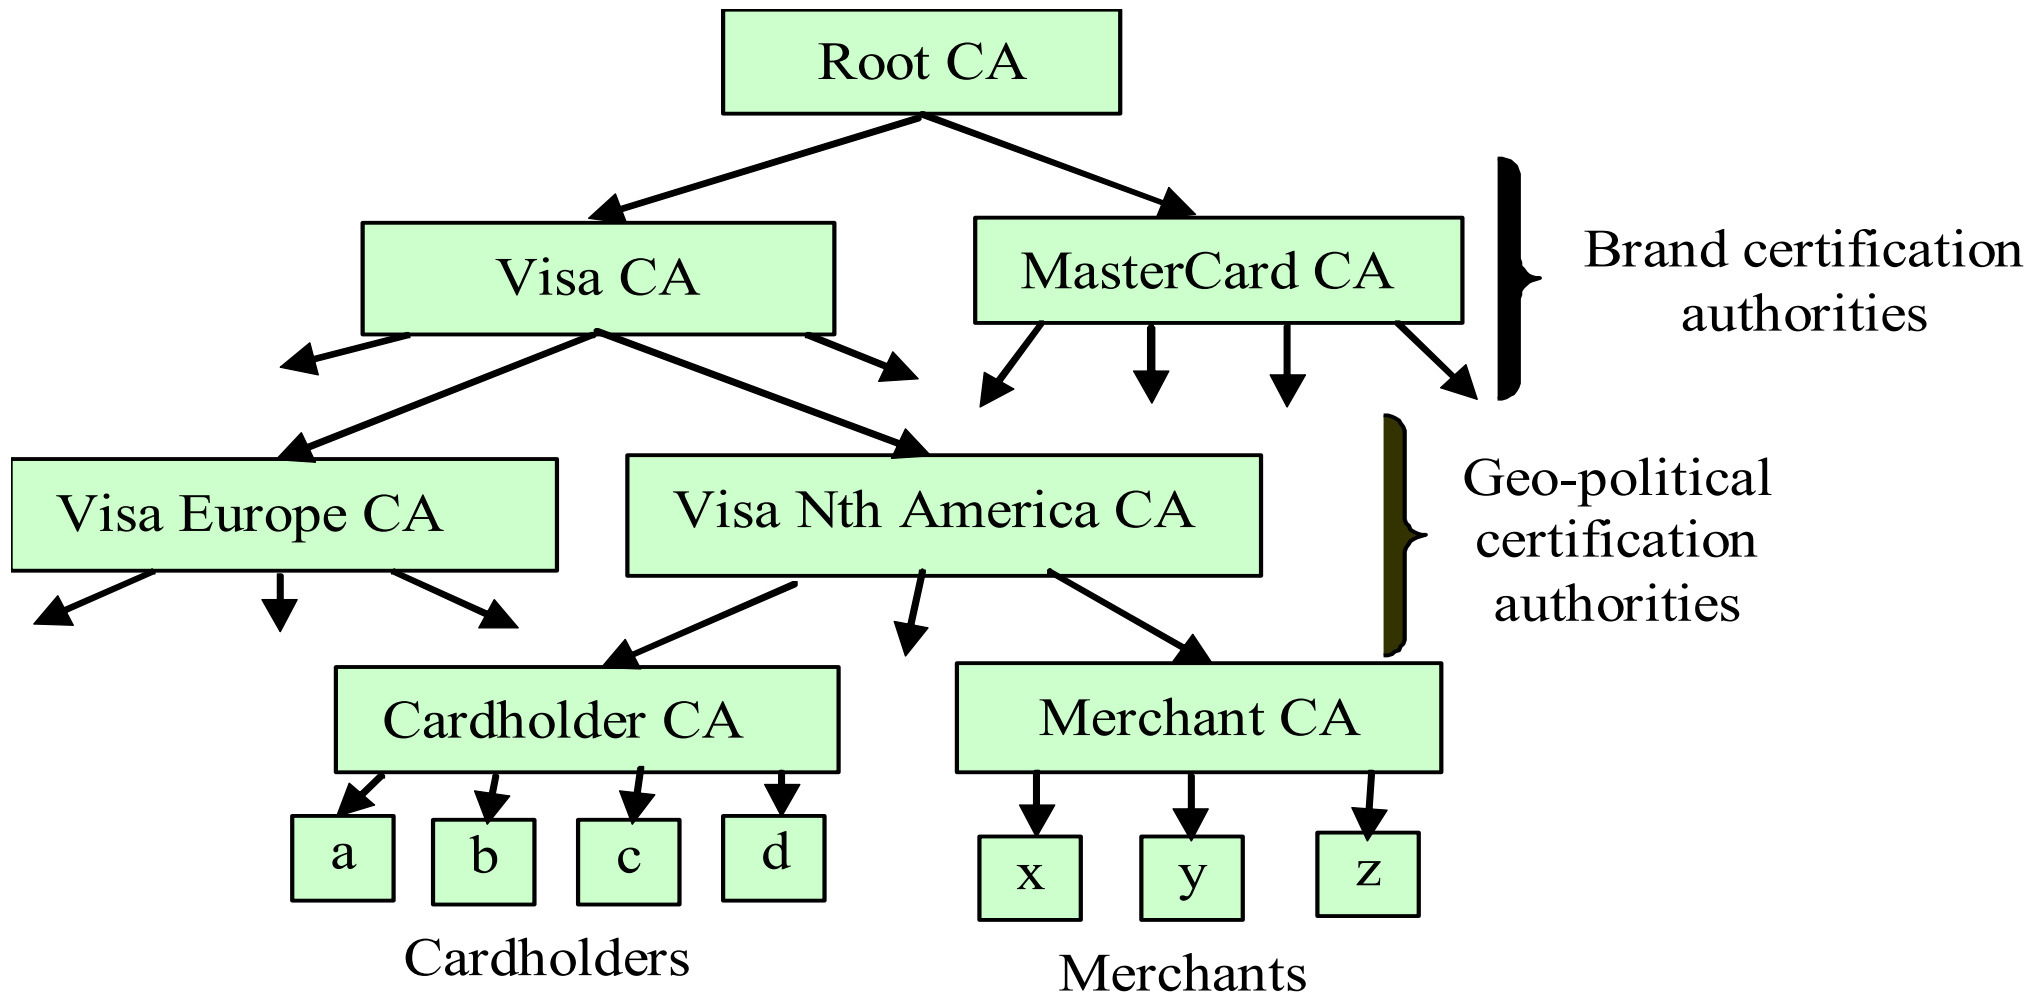 Root CA
Visa CA
MasterCard CA
Brand certification
authorities
Visa Europe CA
Visa Nth America CA
Geo-political
certification
authorities
Cardholder CA
Merchant CA
a
b
c
d
x
y
z
Cardholders
Merchants